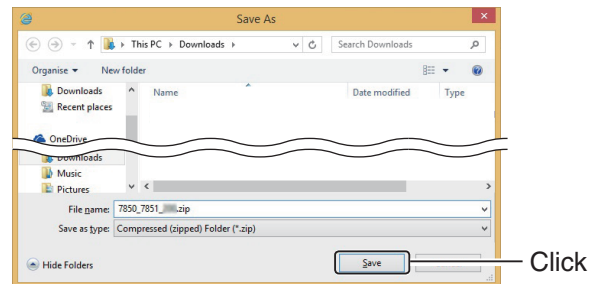 Save As
This PC ▸ Downloads ▸
Search Downloads
Organise ▾ New folder
Downloads
Recent places
OneDrive
Name Date modified Type
Downloads
Music
Pictures
File name: 7850_7851_ .zip
Save as type: Compressed (zipped) Folder (*.zip)
Hide Folders
Save
Click